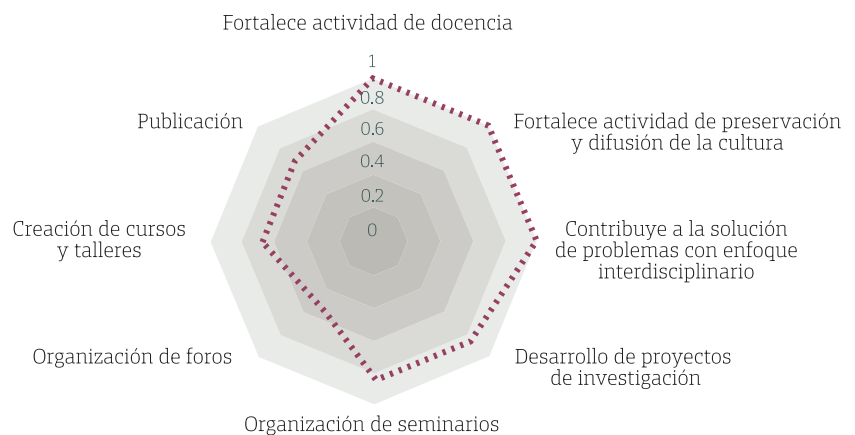 Fortalece actividad de docencia
1
0.8
0.6
0.4
0.2
0
Fortalece actividad de preservación
y difusión de la cultura
Contribuye a la solución
de problemas con enfoque
interdisciplinario
Desarrollo de proyectos
de investigación
Organización de seminarios
Organización de foros
Creación de cursos
y talleres
Publicación